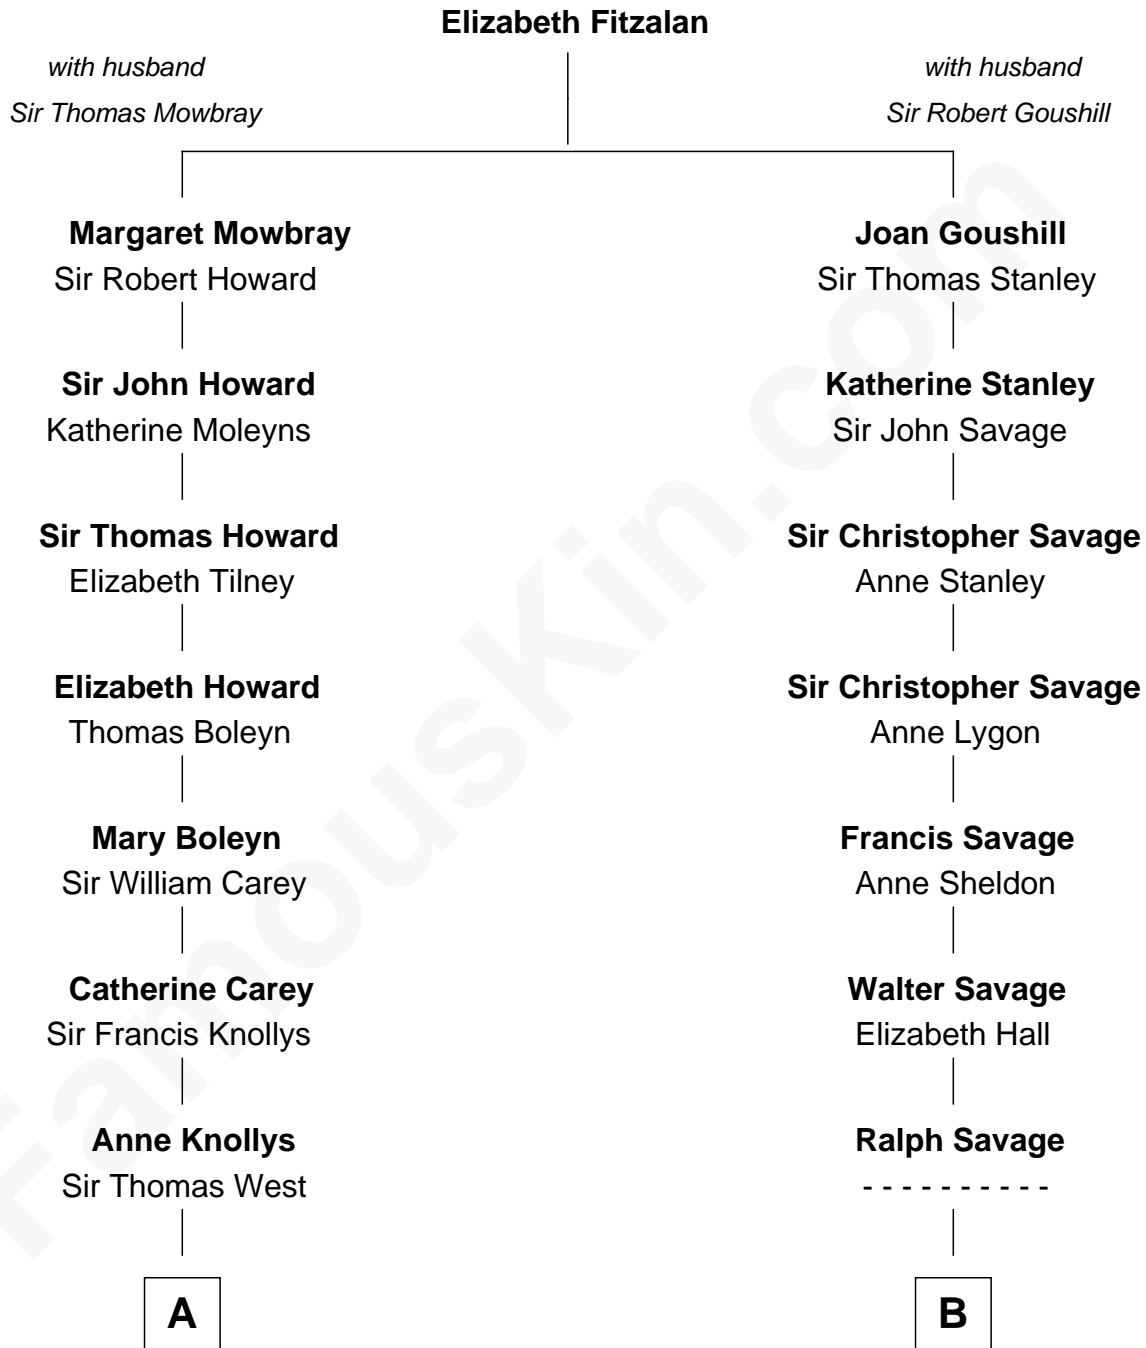 Elizabeth Fitzalan
with husband
Sir Thomas Mowbray
with husband
Sir Robert Goushill
Margaret Mowbray
Sir Robert Howard
Joan Goushill
Sir Thomas Stanley
Sir John Howard
Katherine Moleyns
Katherine Stanley
Sir John Savage
Sir Thomas Howard
Elizabeth Tilney
Sir Christopher Savage
Anne Stanley
Elizabeth Howard
Thomas Boleyn
Sir Christopher Savage
Anne Lygon
Mary Boleyn
Sir William Carey
Francis Savage
Anne Sheldon
Catherine Carey
Sir Francis Knollys
Walter Savage
Elizabeth Hall
Anne Knollys
Sir Thomas West
Ralph Savage
- - - - - - - - - -
A
B
FamousKin.com